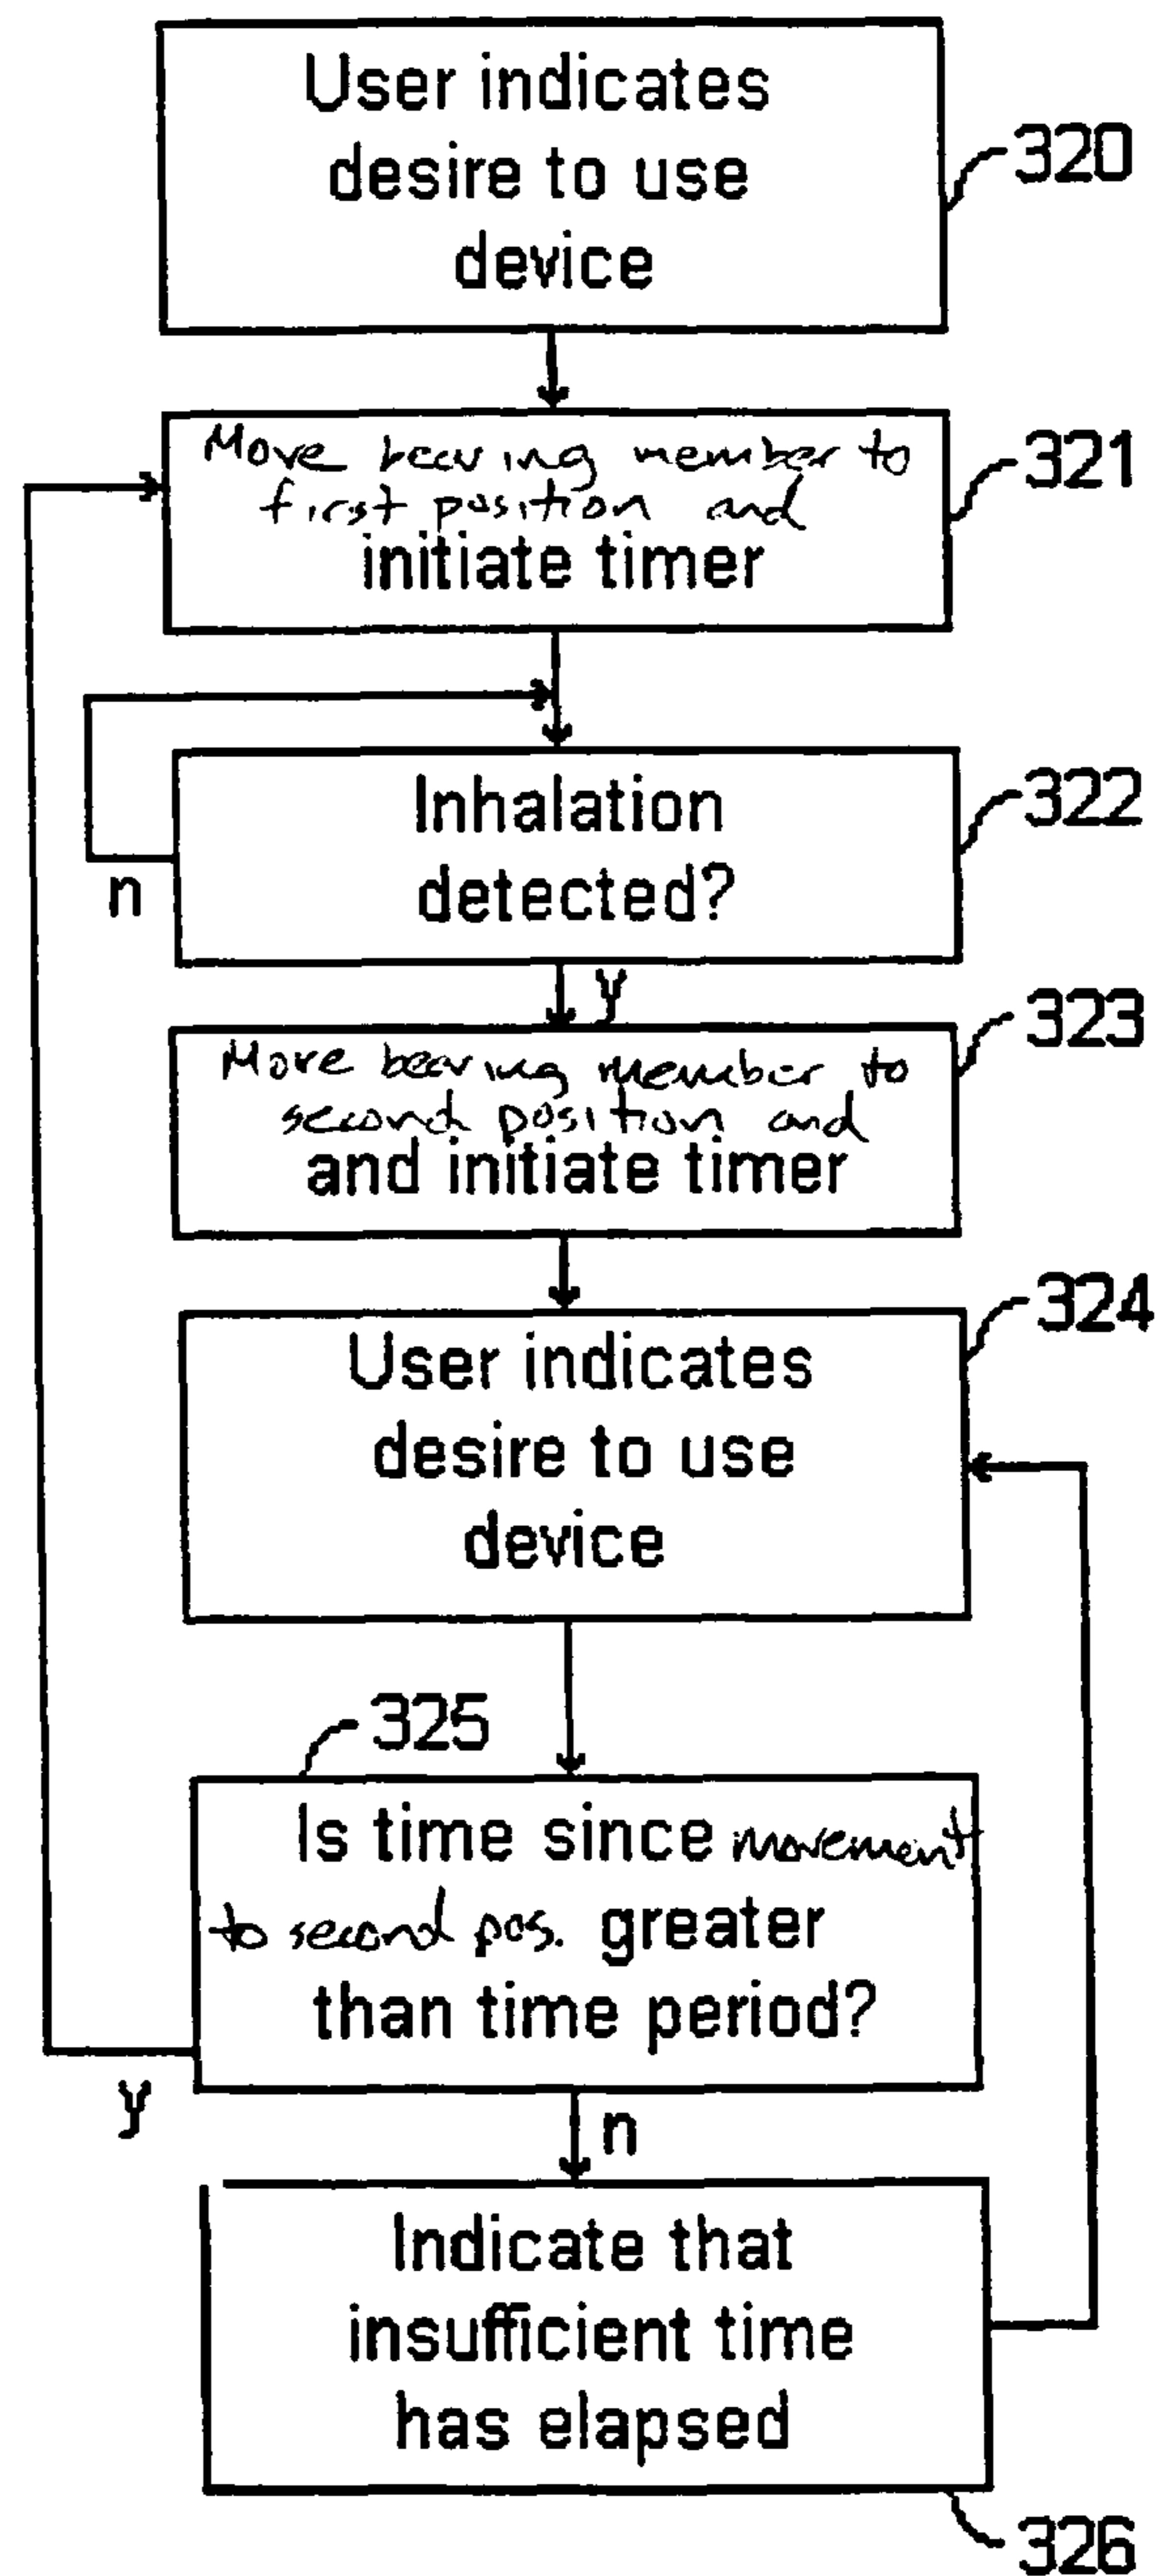 User indicates
desire to use
device
320
Move bearing member to
first position and
initiate timer
321
Inhalation
detected?
322
n
y
Move bearing member to
second position and
and initiate timer
323
User indicates
desire to use
device
324
325
Is time since movement
to second pos. greater
than time period?
y
n
Indicate that
insufficient time
has elapsed
326